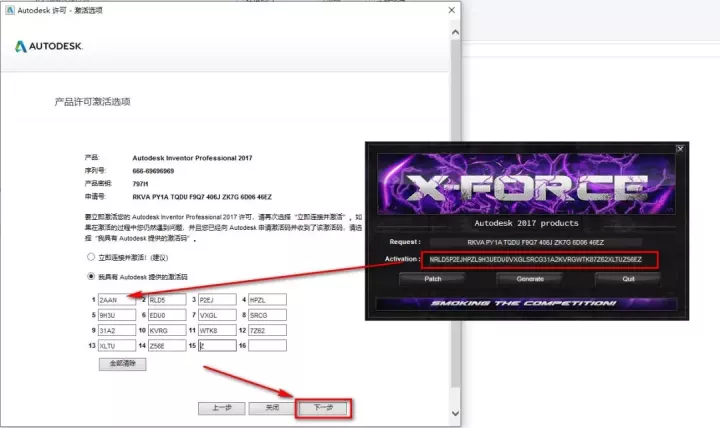 Autodesk 许可 - 激活选项
AUTODESK.
产品许可激活选项
产品: Autodesk Inventor Professional 2017
序列号: 666-69696969
产品密钥: 797I1
申请号: RKVA PY1A TQDU F9Q7 406J ZK7G 6D06 46EZ
要立即激活您的 Autodesk Inventor Professional 2017 许可，请再次选择“立即连接并激活”。如
果在激活的过程中您仍然遇到问题，并且您已经向 Autodesk 申请激活码并收到了该激活码，请选
择“我具有 Autodesk 提供的激活码”。
立即连接并激活! (建议)
我具有 Autodesk 提供的激活码
1 2AAN 2 RLD5 3 P2EJ 4 HPZL
5 9H3U 6 EDU0 7 VXGL 8 SRCG
9 31A2 10 KVRG 11 WTK8 12 7Z62
13 XLTU 14 Z56E 15 16
全部清除
上一步 关闭 下一步
X-FORCE
Autodesk 2017 products
Request: RKVA PY1A TQDU F9Q7 406J ZK7G 6D06 46EZ
Activation: NRLD5P2EJHPZL9H3UEDU0VXGLSRCG31A2KVRGWTK87Z62XLTUZ56EZ
Patch Generate Quit
SMOKING THE COMPETITION!